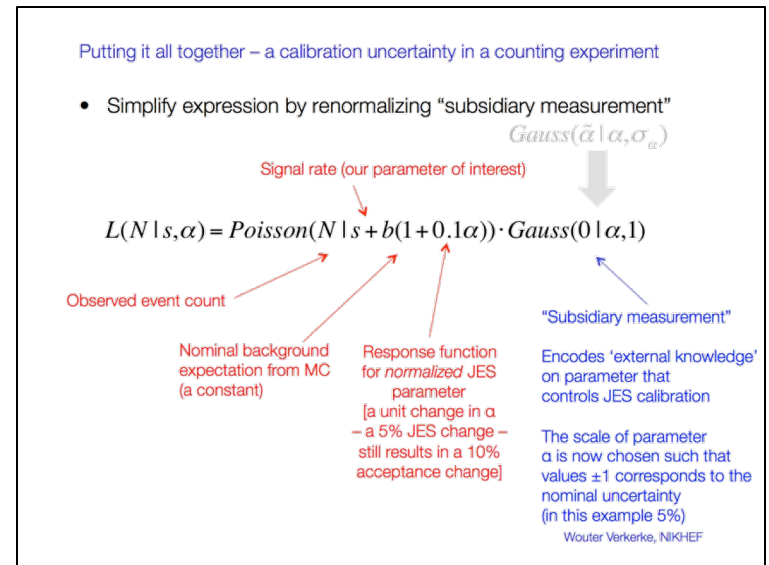 Putting it all together – a calibration uncertainty in a counting experiment
• Simplify expression by renormalizing “subsidiary measurement”
Gauss(α̃ | α,σ_α)
Signal rate (our parameter of interest)
L(N | s,α) = Poisson(N | s + b(1+0.1α))·Gauss(0 | α,1)
Observed event count
Nominal background
expectation from MC
(a constant)
Response function
for normalized JES
parameter
[a unit change in α
– a 5% JES change –
still results in a 10%
acceptance change]
“Subsidiary measurement”
Encodes ‘external knowledge’
on parameter that
controls JES calibration
The scale of parameter
α is now chosen such that
values ±1 corresponds to the
nominal uncertainty
(in this example 5%)
Wouter Verkerke, NIKHEF